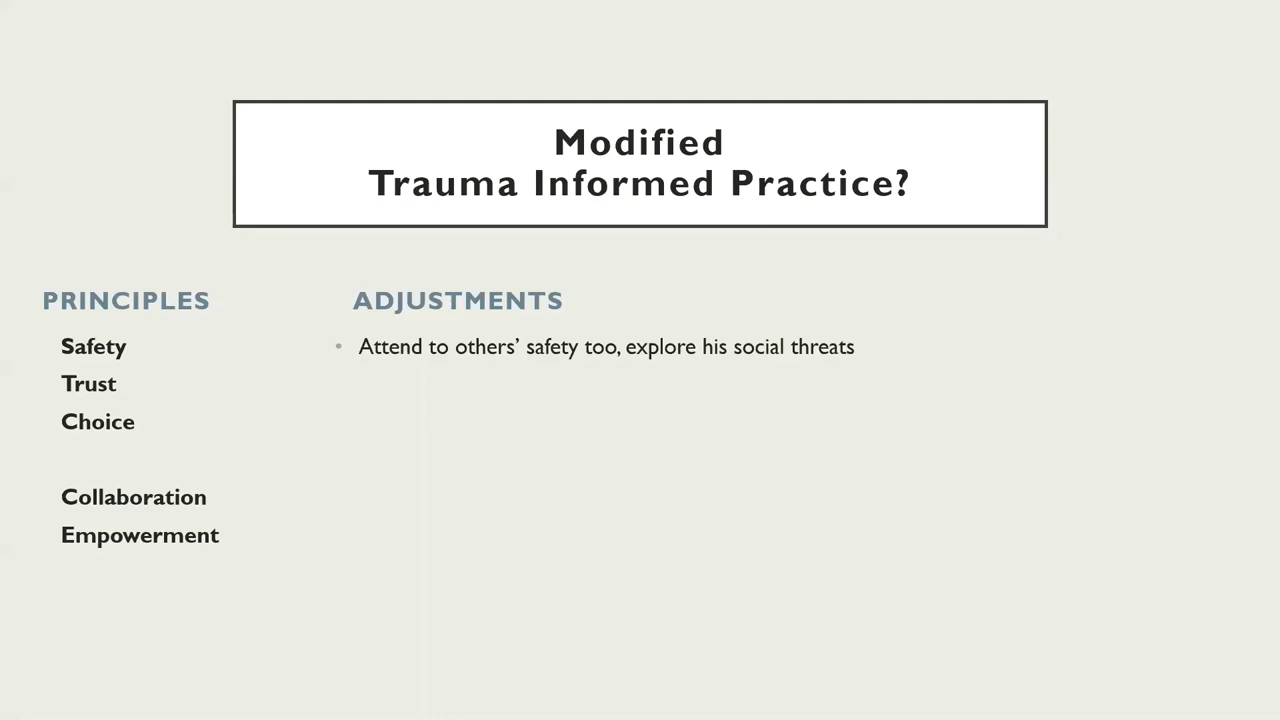 Modified
Trauma Informed Practice?
PRINCIPLES
ADJUSTMENTS
Safety
• Attend to others’ safety too, explore his social threats
Trust
Choice
Collaboration
Empowerment